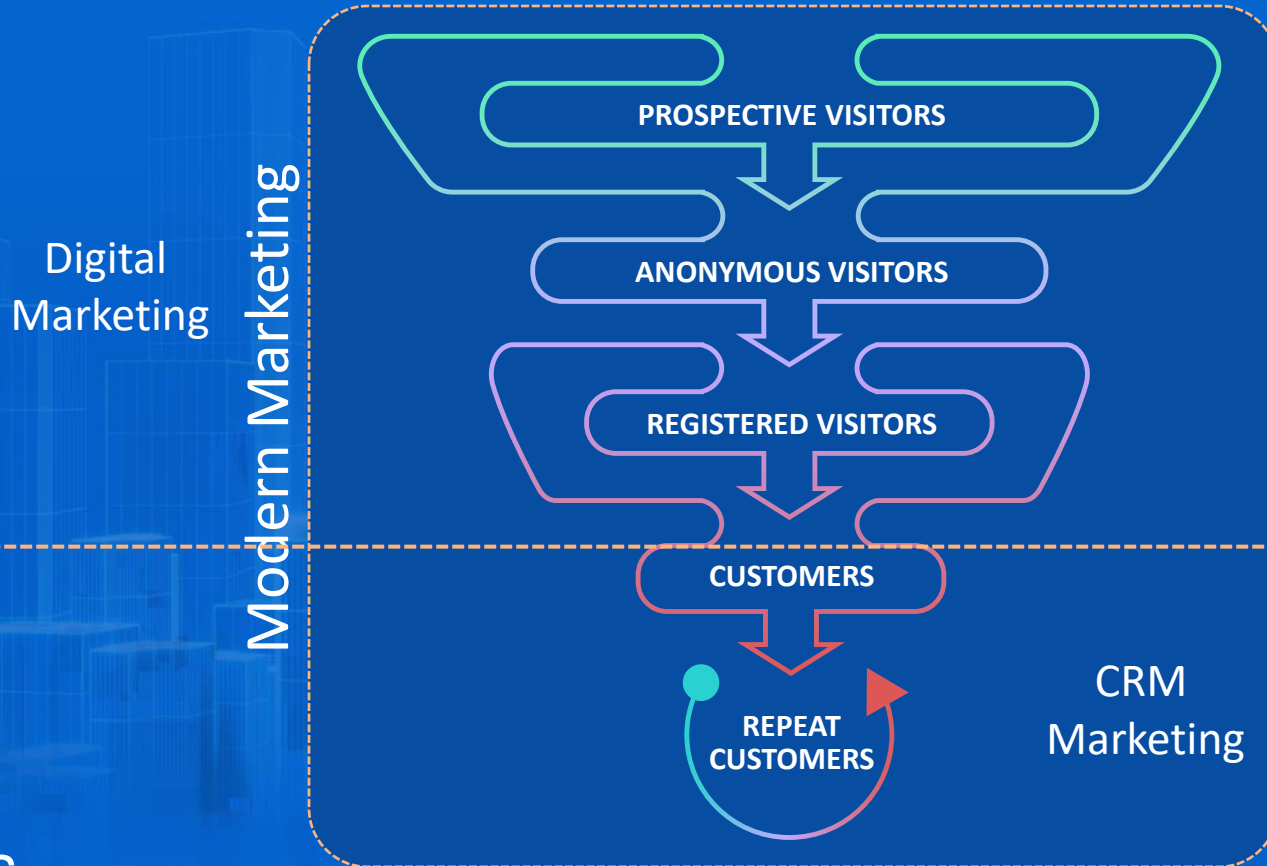 PROSPECTIVE VISITORS
Digital
Marketing
Modern Marketing
ANONYMOUS VISITORS
REGISTERED VISITORS
CUSTOMERS
REPEAT
CUSTOMERS
CRM
Marketing